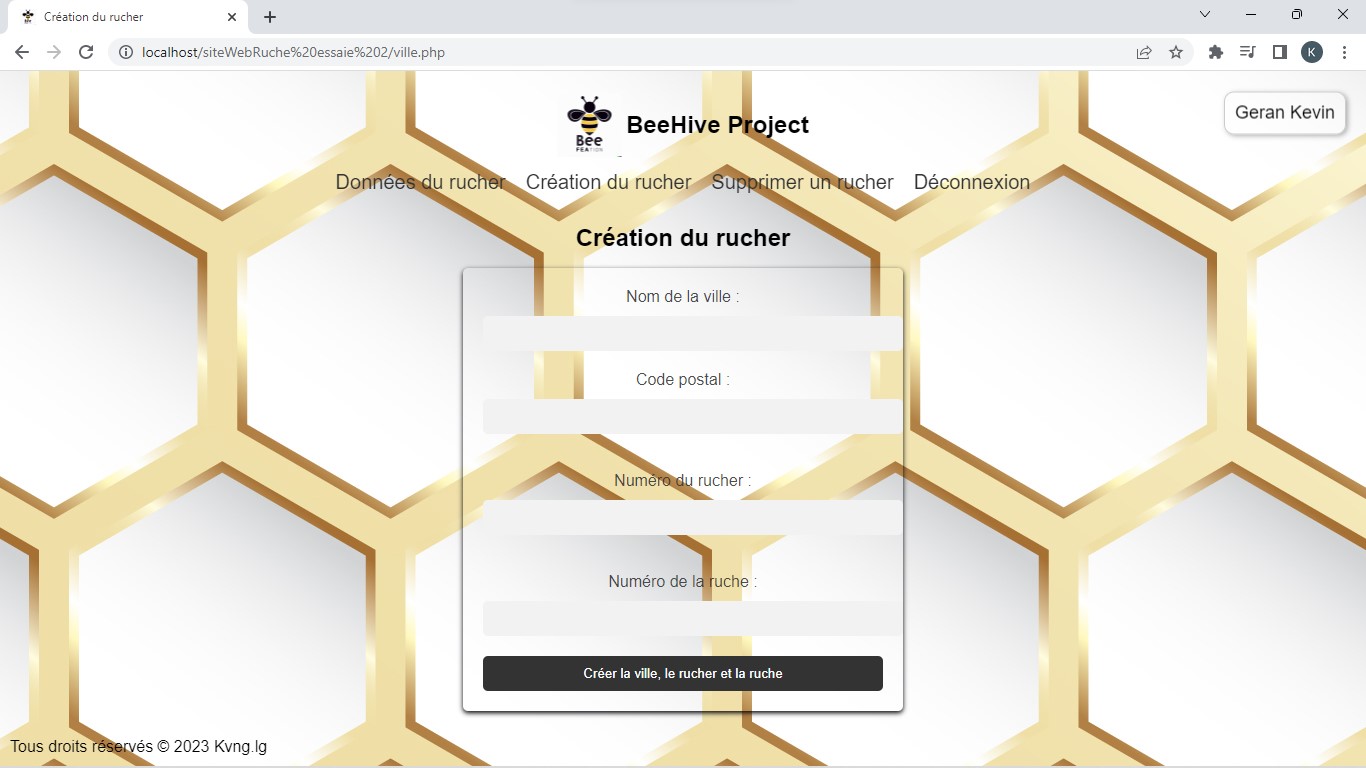 Création du rucher
localhost/siteWebRuche%20essaie%202/ville.php
K
Bee
FEATION
BeeHive Project
Geran Kevin
Données du rucher Création du rucher Supprimer un rucher Déconnexion
Création du rucher
Nom de la ville :
Code postal :
Numéro du rucher :
Numéro de la ruche :
Créer la ville, le rucher et la ruche
Tous droits réservés © 2023 Kvng.lg